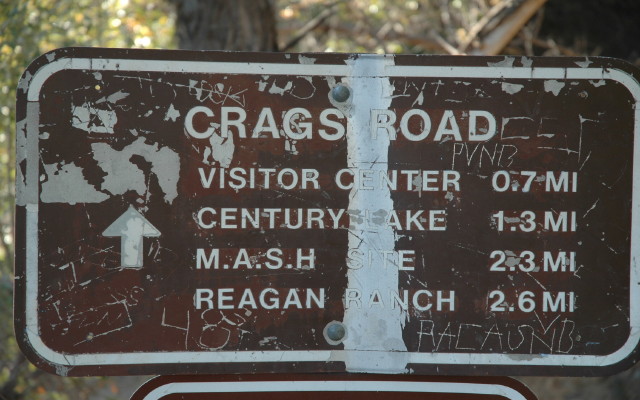 CRAGS ROAD
VISITOR CENTER 0.7 MI
CENTURY LAKE 1.3 MI
M.A.S.H SITE 2.3 MI
REAGAN RANCH 2.6 MI